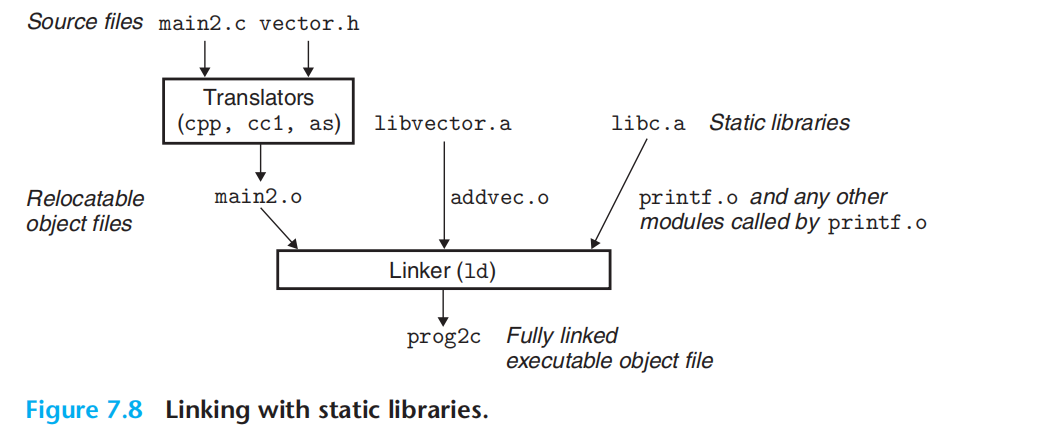 Source files main2.c vector.h
Translators
(cpp, cc1, as) libvector.a libc.a Static libraries
Relocatable main2.o addvec.o printf.o and any other
object files modules called by printf.o
Linker (ld)
prog2c Fully linked
executable object file
Figure 7.8 Linking with static libraries.